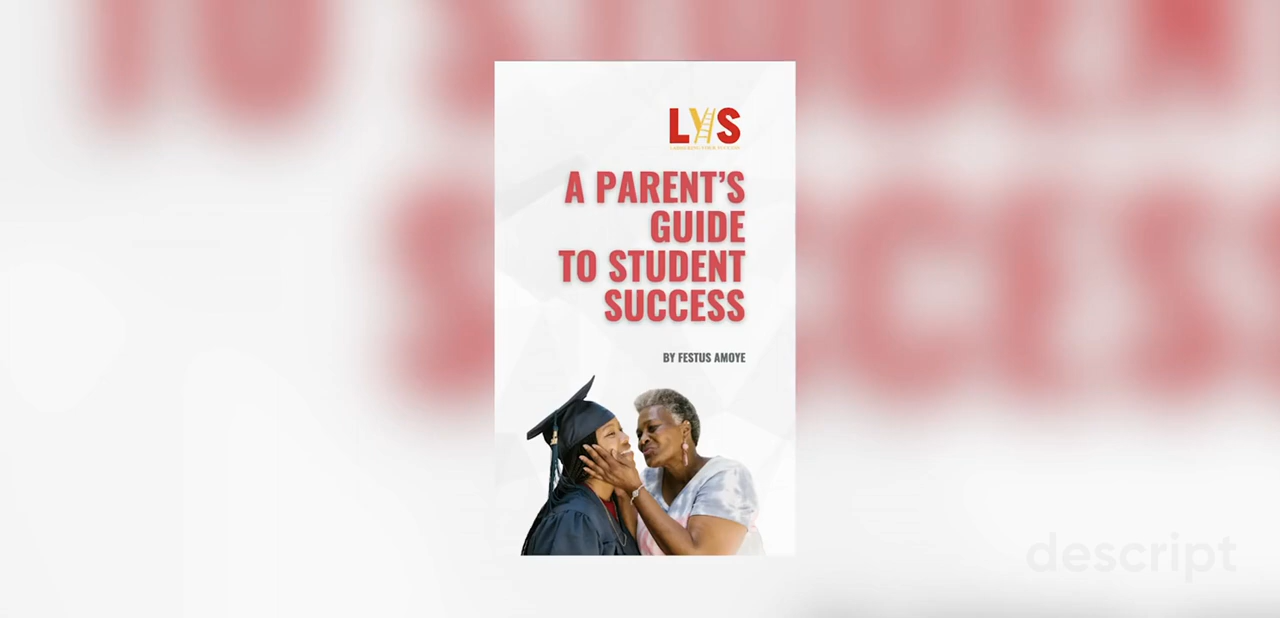 LYS
A PARENT'S
GUIDE
TO STUDENT
SUCCESS
BY FESTUS AMOYE
descript